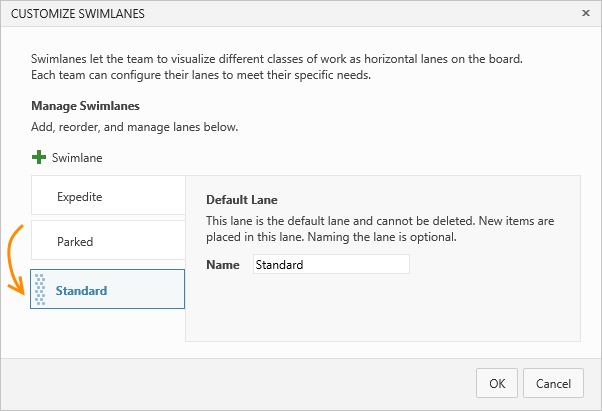 CUSTOMIZE SWIMLANES
Swimlanes let the team to visualize different classes of work as horizontal lanes on the board.
Each team can configure their lanes to meet their specific needs.
Manage Swimlanes
Add, reorder, and manage lanes below.
Swimlane
Expedite
Parked
Standard
Default Lane
This lane is the default lane and cannot be deleted. New items are
placed in this lane. Naming the lane is optional.
Name Standard
OK Cancel